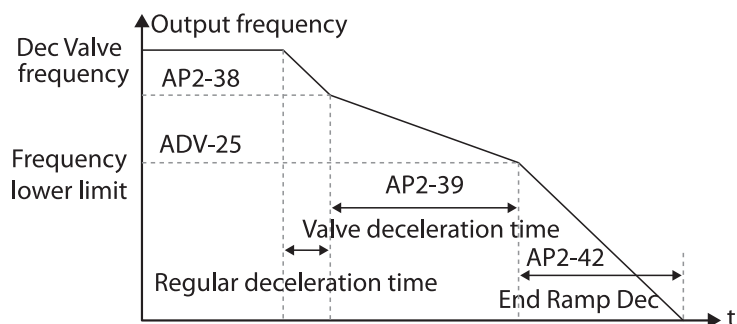 Output frequency
Dec Valve
frequency
AP2-38
ADV-25
Frequency
lower limit
AP2-39
Valve deceleration time
AP2-42
Regular deceleration time
End Ramp Dec
t